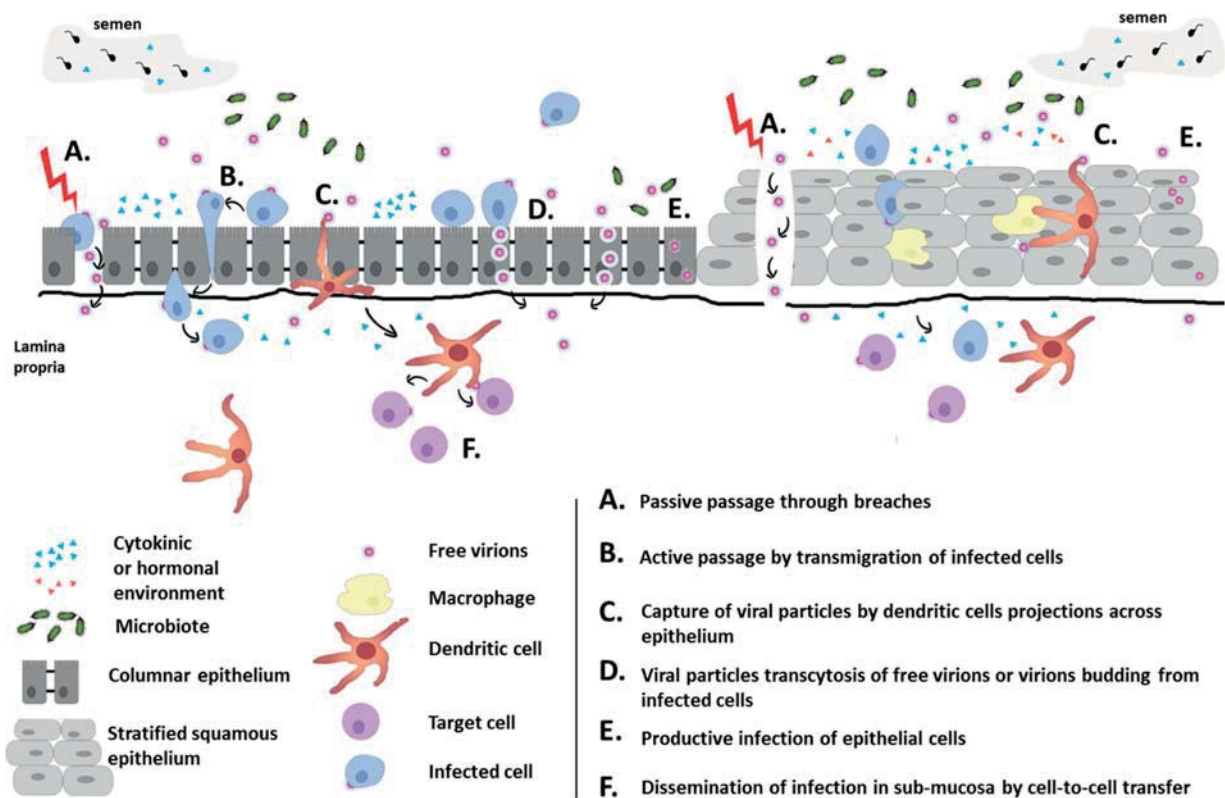 semen
semen
A.
B.
C.
D.
E.
A.
C.
E.
Lamina
propria
F.
Cytokinic
or hormonal
environment
Microbiote
Columnar epithelium
Stratified squamous
epithelium
Free virions
Macrophage
Dendritic cell
Target cell
Infected cell
A. Passive passage through breaches
B. Active passage by transmigration of infected cells
C. Capture of viral particles by dendritic cells projections across
epithelium
D. Viral particles transcytosis of free virions or virions budding from
infected cells
E. Productive infection of epithelial cells
F. Dissemination of infection in sub-mucosa by cell-to-cell transfer